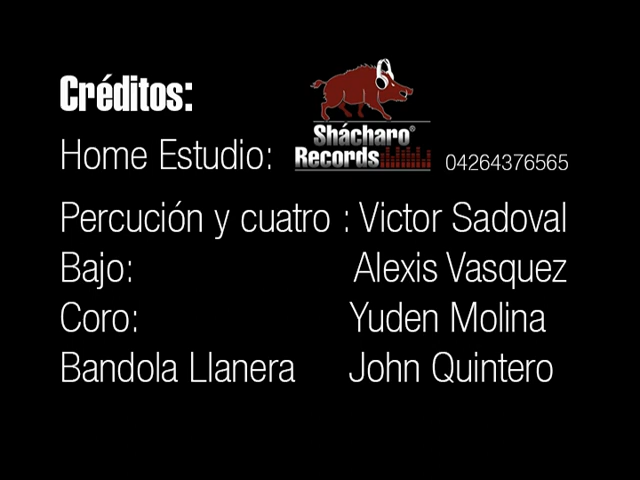 Créditos:
Home Estudio: Shácharo® Records 04264376565
Percución y cuatro : Victor Sadoval
Bajo: Alexis Vasquez
Coro: Yuden Molina
Bandola Llanera John Quintero